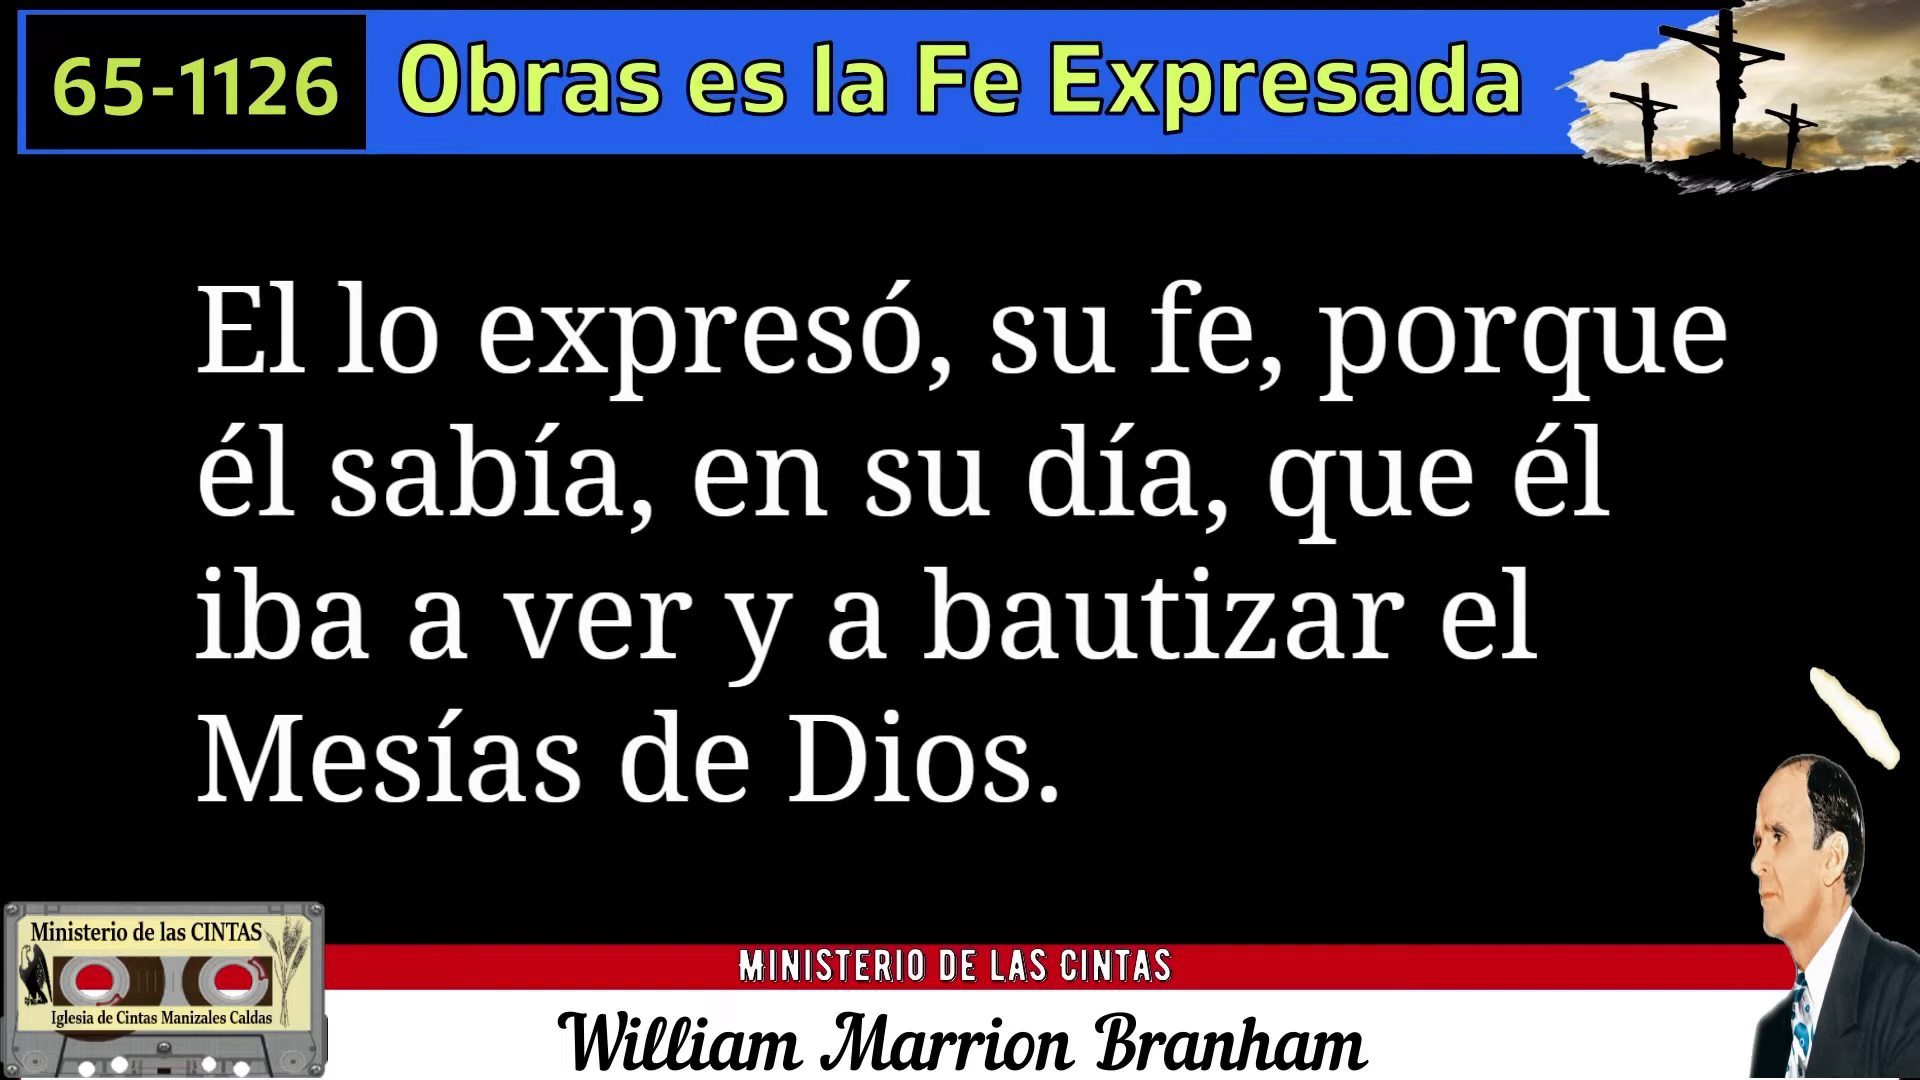 65-1126
Obras es la Fe Expresada
El lo expresó, su fe, porque
él sabía, en su día, que él
iba a ver y a bautizar el
Mesías de Dios.
Ministerio de las CINTAS
Iglesia de Cintas Manizales Caldas
MINISTERIO DE LAS CINTAS
William Marrion Branham